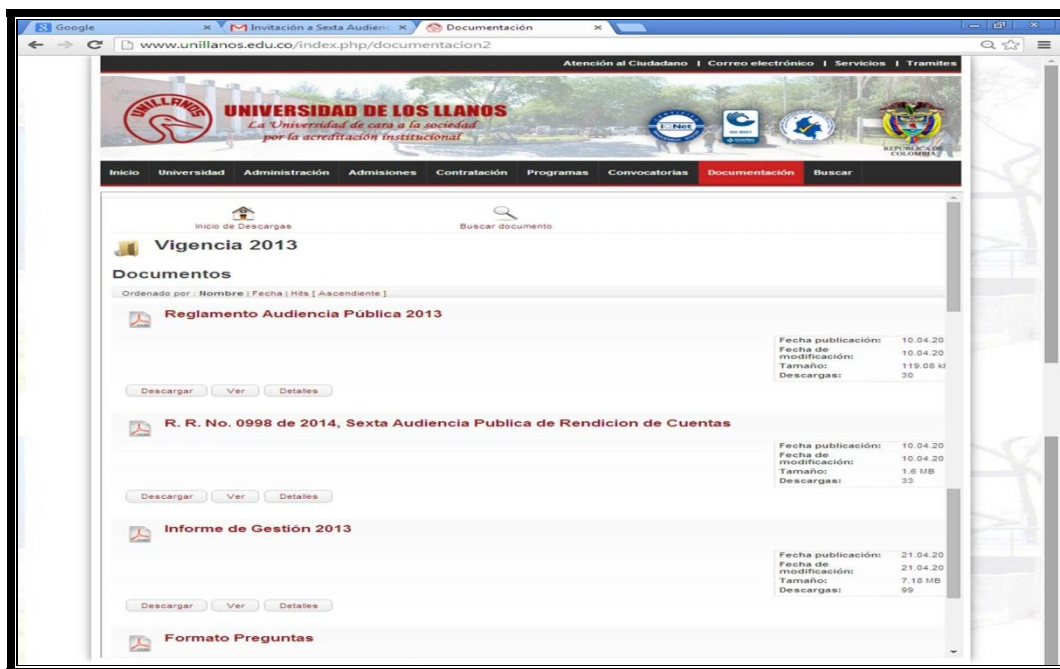 Google
Invitación a Sexta Audienc
Documentación
www.unillanos.edu.co/index.php/documentacion2
Atención al Ciudadano | Correo electrónico | Servicios | Tramites
UNILLANOS
UNIVERSIDAD DE LOS LLANOS
La Universidad de cara a la sociedad
por la acreditación institucional
IQNet
ISO 9001
REPUBLICA DE
COLOMBIA
Inicio Universidad Administración Admisiones Contratación Programas Convocatorias Documentación Buscar
Inicio de Descargas Buscar documento
Vigencia 2013
Documentos
Ordenado por : Nombre | Fecha | Hits [ Ascendiente ]
Reglamento Audiencia Pública 2013
Fecha publicación: 10.04.20
Fecha de
modificación: 10.04.20
Tamaño: 119.08 kl
Descargas: 30
Descargar Ver Detalles
R. R. No. 0998 de 2014, Sexta Audiencia Publica de Rendicion de Cuentas
Fecha publicación: 10.04.20
Fecha de
modificación: 10.04.20
Tamaño: 1.6 MB
Descargas: 33
Descargar Ver Detalles
Informe de Gestión 2013
Fecha publicación: 21.04.20
Fecha de
modificación: 21.04.20
Tamaño: 7.18 MB
Descargas: 99
Descargar Ver Detalles
Formato Preguntas